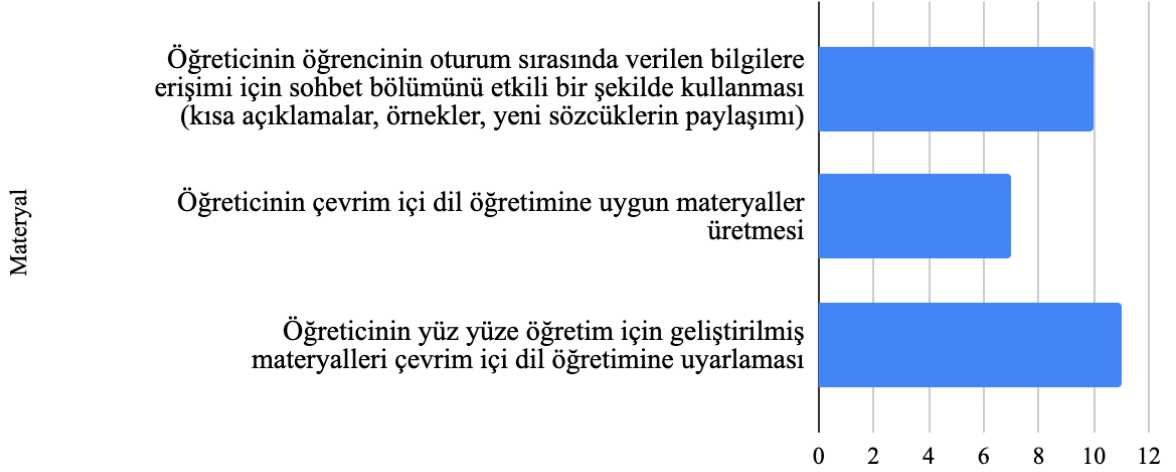 Öğreticinin öğrencinin oturum sırasında verilen bilgilere
erişimi için sohbet bölümünü etkili bir şekilde kullanması
(kısa açıklamalar, örnekler, yeni sözcüklerin paylaşımı)
Öğreticinin çevrim içi dil öğretimine uygun materyaller
üretmesi
Materyal
Öğreticinin yüz yüze öğretim için geliştirilmiş
materyalleri çevrim içi dil öğretimine uyarlaması
0 2 4 6 8 10 12